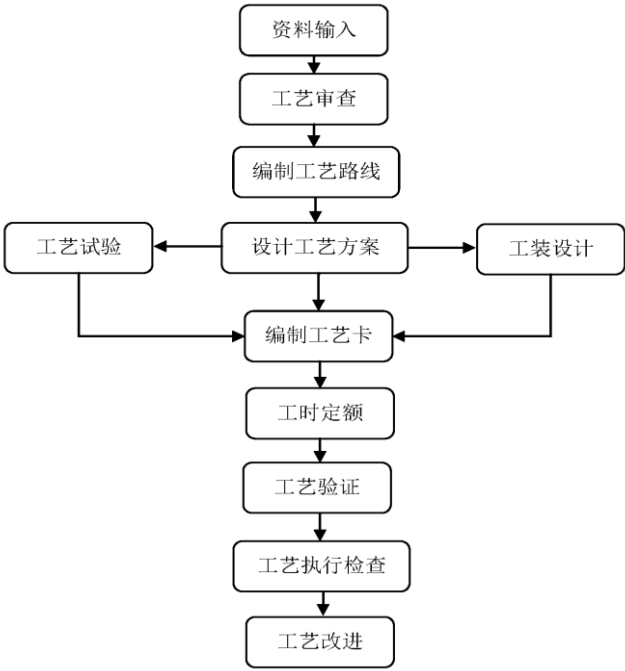 资料输入
工艺审查
编制工艺路线
工艺试验
设计工艺方案
工装设计
编制工艺卡
工时定额
工艺验证
工艺执行检查
工艺改进